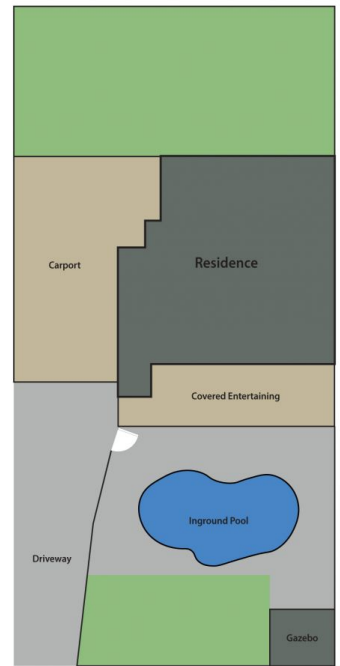 Residence
Carport
Covered Entertaining
Inground Pool
Driveway
Gazebo